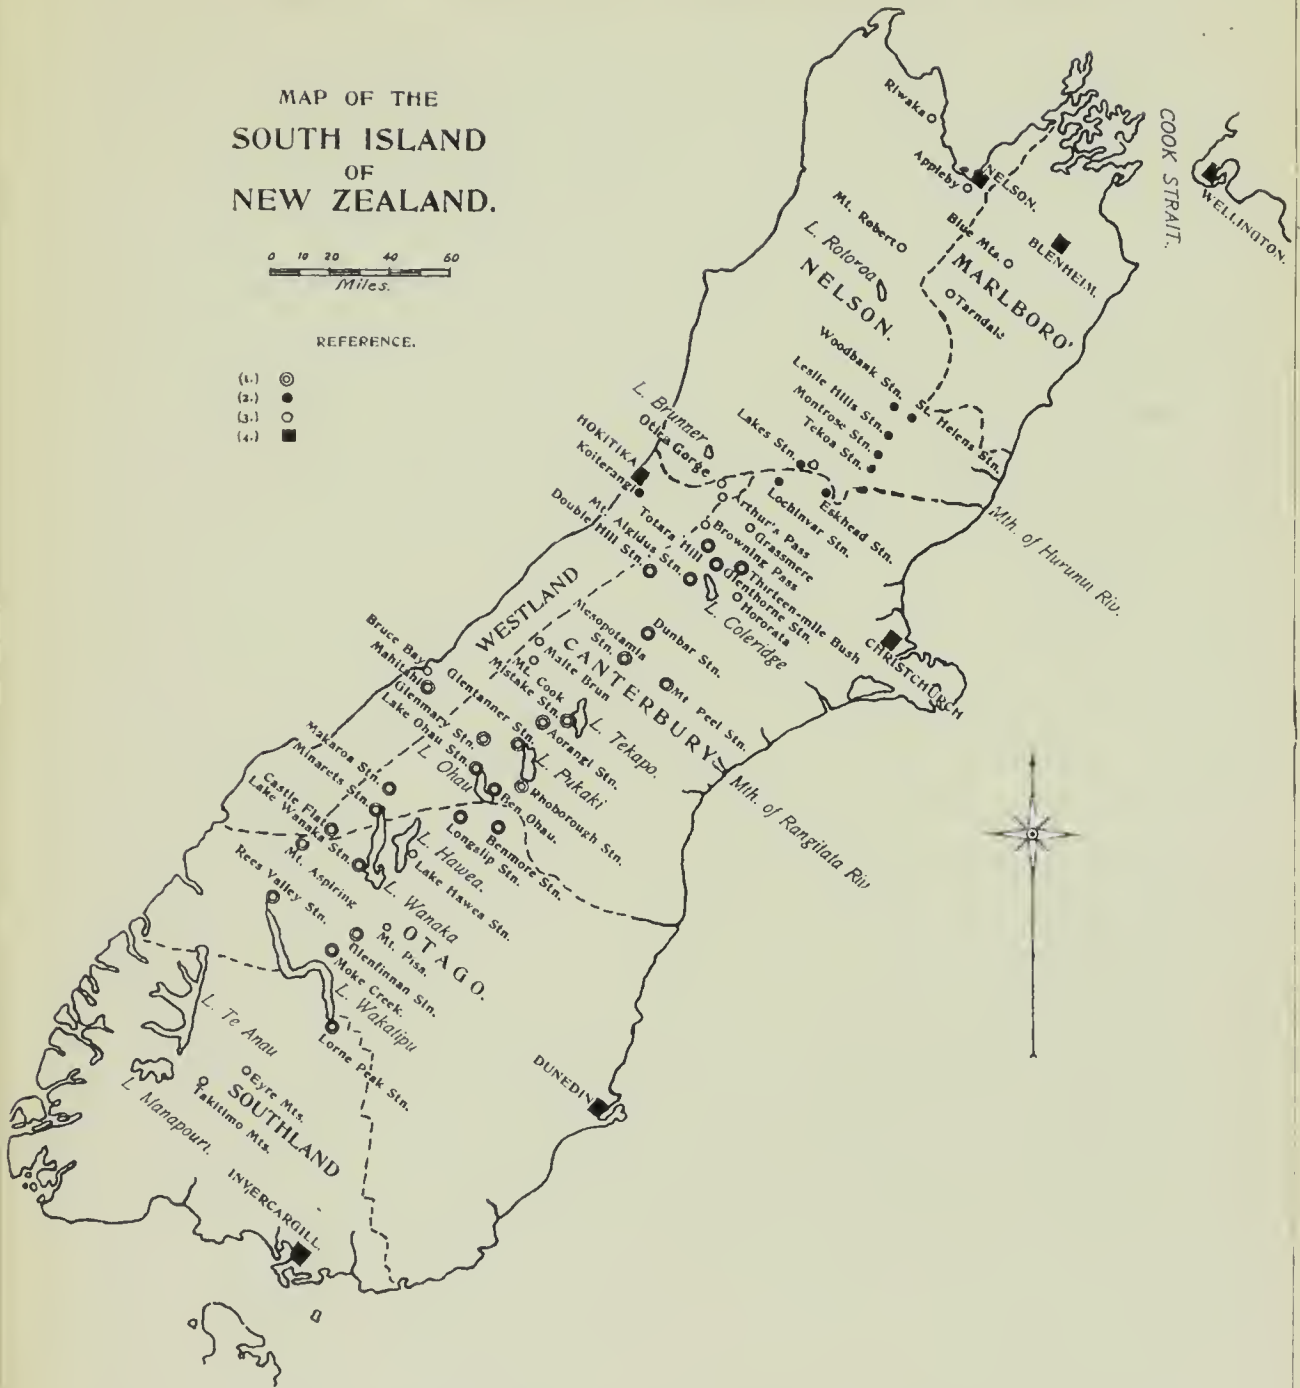 MAP OF THE
SOUTH ISLAND
OF
NEW ZEALAND.
0 10 20 40 60
Miles.
REFERENCE.
(1.)
(2.)
(3.)
(4.)
COOK STRAIT.
WELLINGTON.
Riwaka
Appleby
NELSON.
Mt. Robert
Blue Mts.
BLENHEIM.
L. Roloroa
NELSON.
MARLBORO'
Tarndale
Woodbank Stn.
Leslie Hills Stn.
Montrose Stn.
Tekoa Stn.
St. Helens Stn.
Lakes Stn.
L. Brunner
Otira Gorge
HOKITIKA
Koiterangi
Lochinvar Stn.
Eskhead Stn.
Mth. of Hurunui Riv.
Arthur's Pass
Grassmere
Browning Pass
Totara Hill
Mt. Algidus Stn.
Double Hill Stn.
Thirteen-mile Bush
Glenthorne Stn.
Hororata
L. Coleridge
CHRISTCHURCH
WESTLAND
CANTERBURY
Mesopotamia
Stn.
Dunbar Stn.
Mt Peel Stn.
Malte Brun
Mt. Cook
Mistake Stn.
Bruce Bay
Mahitahi
Glentanner Stn.
Glenmary Stn.
Lake Ohau Stn.
L. Tekapo.
Aorangi Stn.
L. Pukaki
L. Ohau
Rhoborough Stn.
Ben Ohau.
Mth. of Rangitata Riv
Makaroa Stn.
Minarets Stn.
Castle Flat
Lake Wanaka Stn.
Benmore Stn.
Longslip Stn.
L. Hawea.
Lake Hawea Stn.
L. Wanaka
Mt. Aspiring
Rees Valley Stn.
OTAGO.
Mt. Pisa.
Glenfinnan Stn.
Moke Creek.
L. Wakatipu
Lorne Peak Stn.
L. Te Anau
Eyre Mts.
SOUTHLAND
Takitimo Mts.
L. Manapouri.
DUNEDIN
INVERCARGILL.